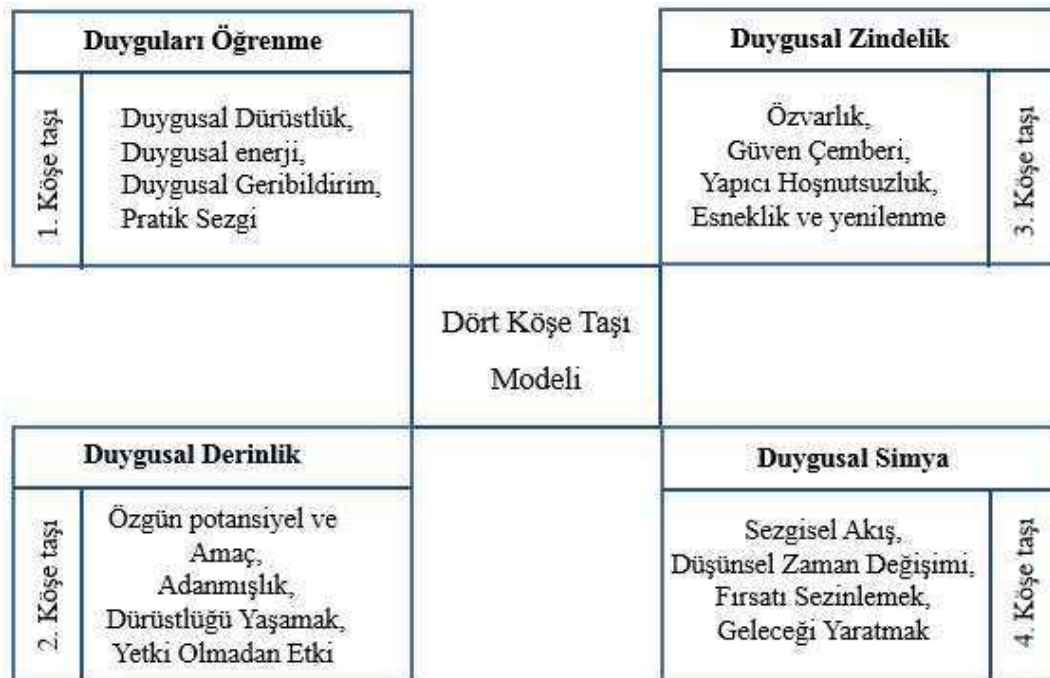 Duyguları Öğrenme
1. Köşe taşı
Duygusal Dürüstlük,
Duygusal enerji,
Duygusal Geribildirim,
Pratik Sezgi
Duygusal Zindelik
Özvarlık,
Güven Çemberi,
Yapıcı Hoşnutsuzluk,
Esneklik ve yenilenme
3. Köşe taşı
Dört Köşe Taşı
Modeli
Duygusal Derinlik
2. Köşe taşı
Özgün potansiyel ve
Amaç,
Adanmışlık,
Dürüstlüğü Yaşamak,
Yetki Olmadan Etki
Duygusal Simya
Sezgisel Akış,
Düşünsel Zaman Değişimi,
Fırsatı Sezinlemek,
Geleceği Yaratmak
4. Köşe taşı